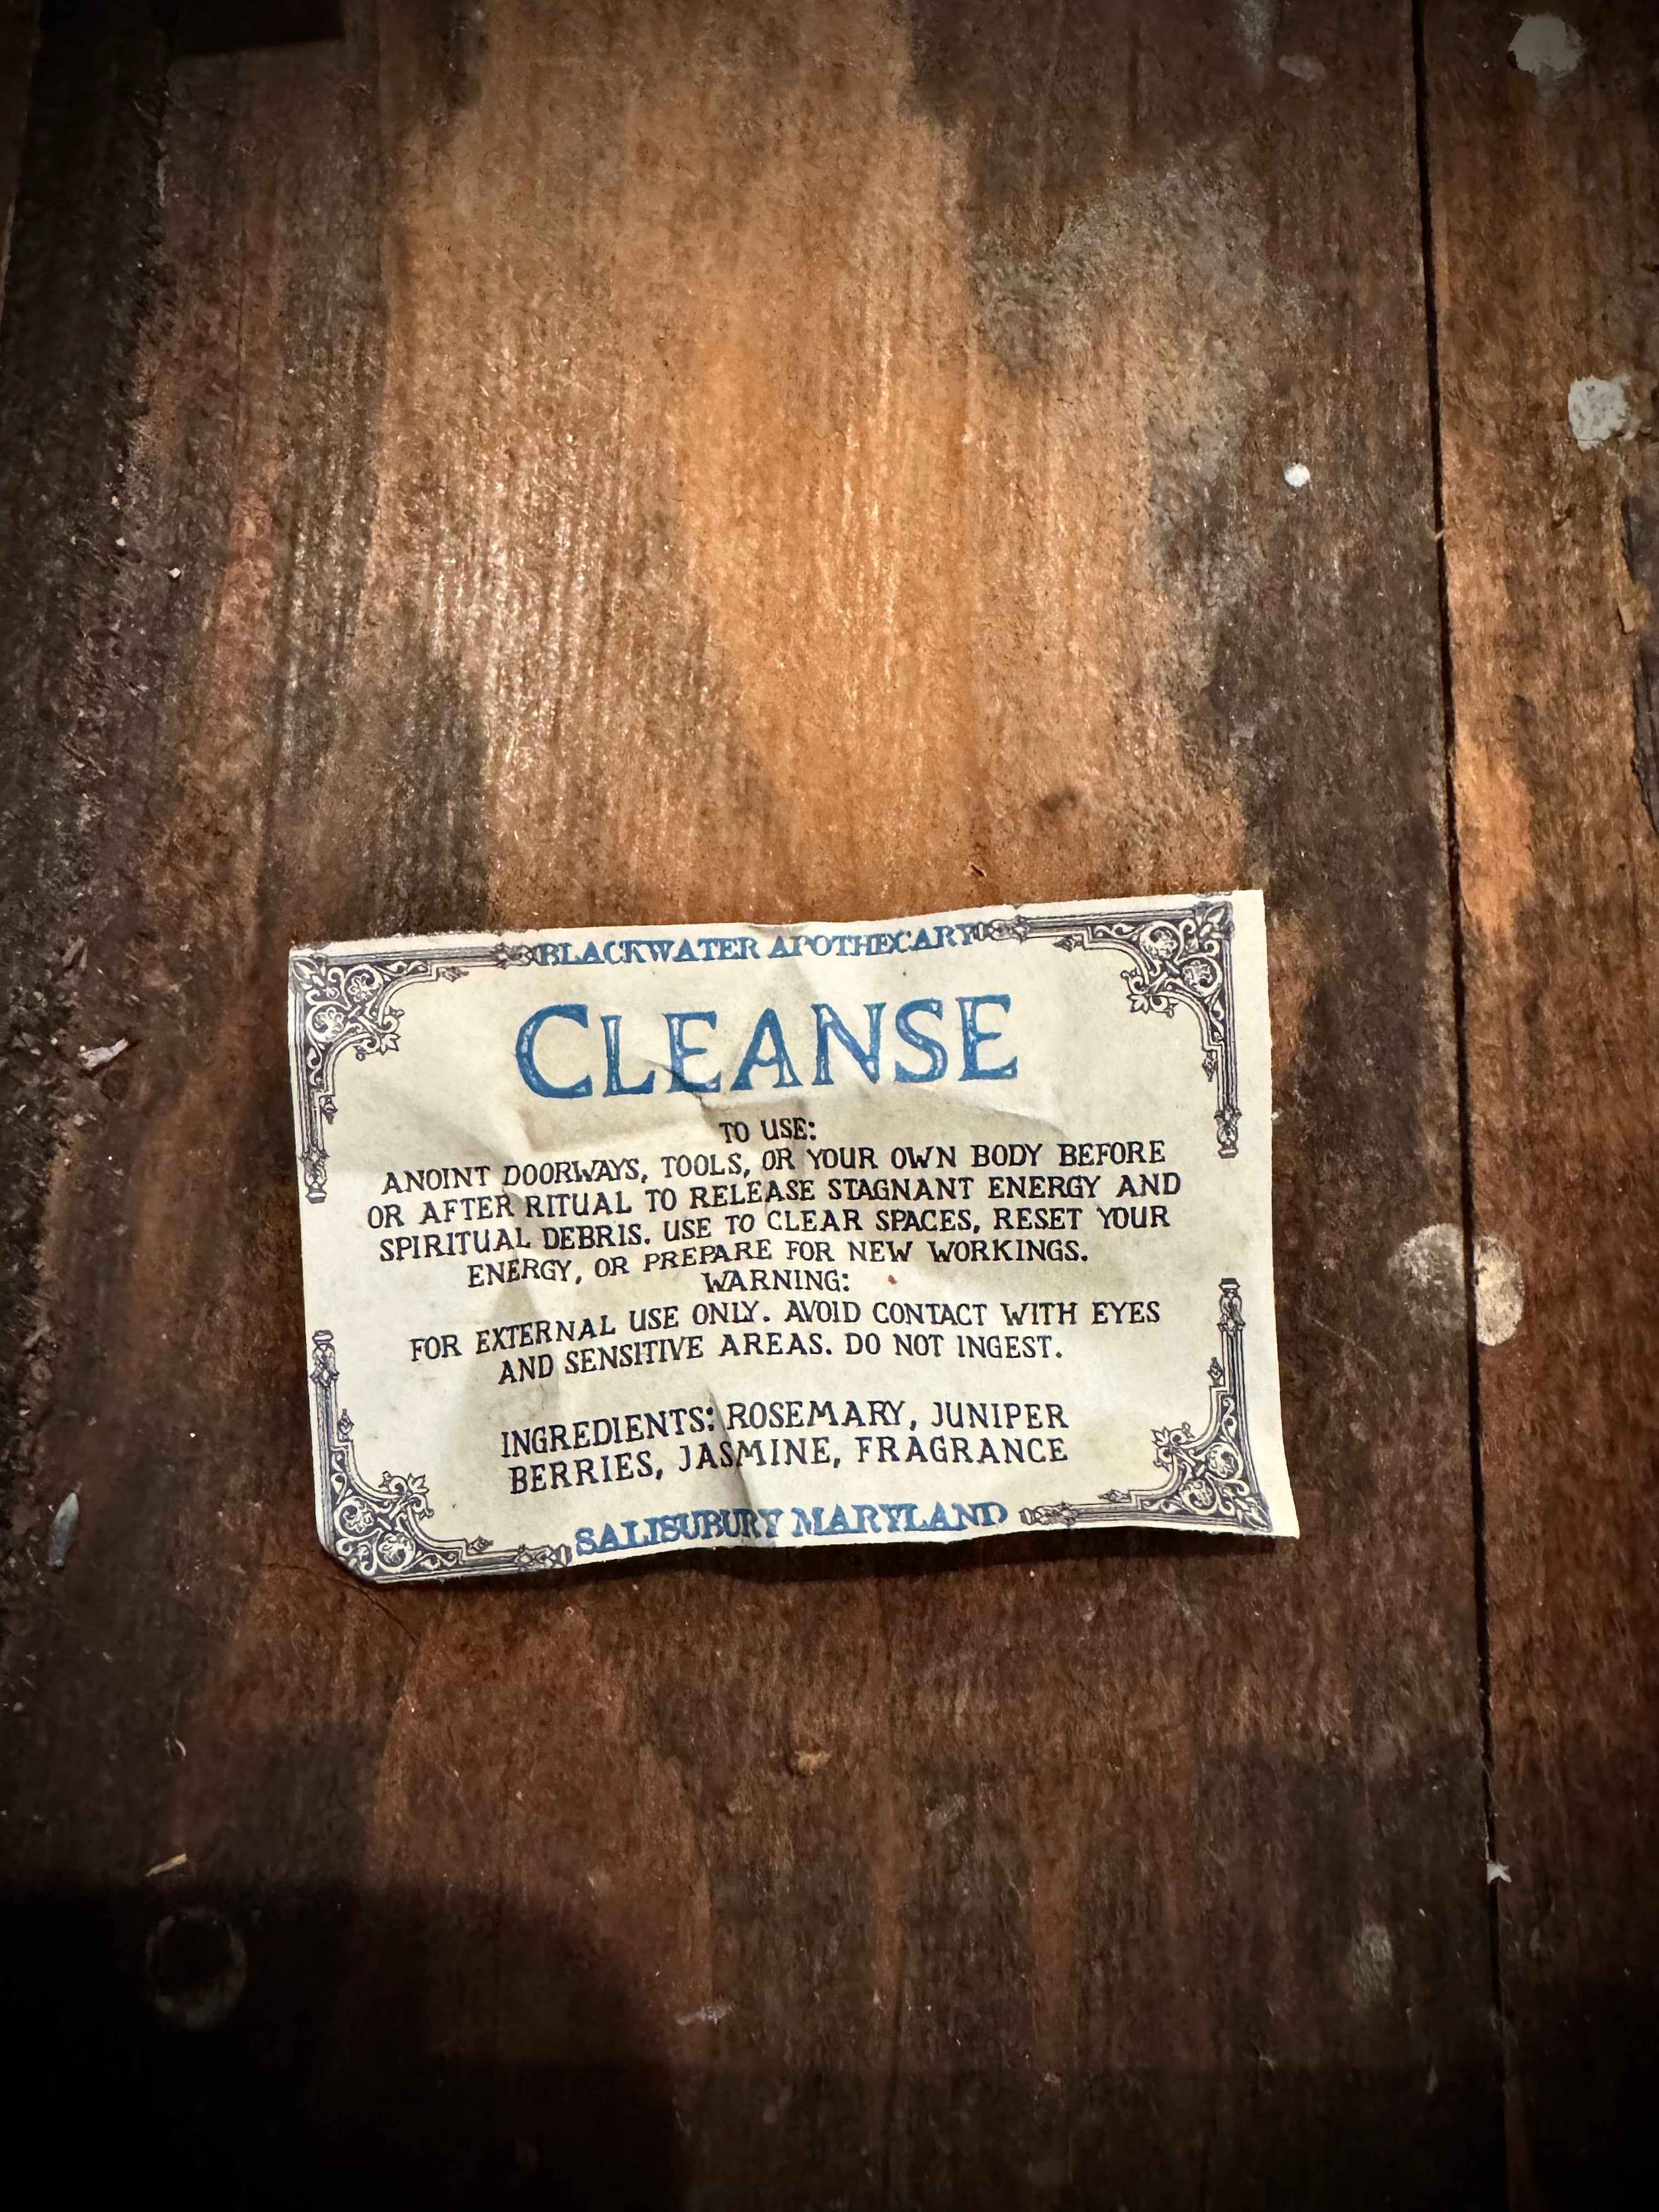 BLACKWATER APOTHECARY
CLEANSE
TO USE:
ANOINT DOORWAYS, TOOLS, OR YOUR OWN BODY BEFORE
OR AFTER RITUAL TO RELEASE STAGNANT ENERGY AND
SPIRITUAL DEBRIS. USE TO CLEAR SPACES, RESET YOUR
ENERGY, OR PREPARE FOR NEW WORKINGS.
WARNING:
FOR EXTERNAL USE ONLY. AVOID CONTACT WITH EYES
AND SENSITIVE AREAS. DO NOT INGEST.
INGREDIENTS: ROSEMARY, JUNIPER
BERRIES, JASMINE, FRAGRANCE
SALISUBURY MARYLAND